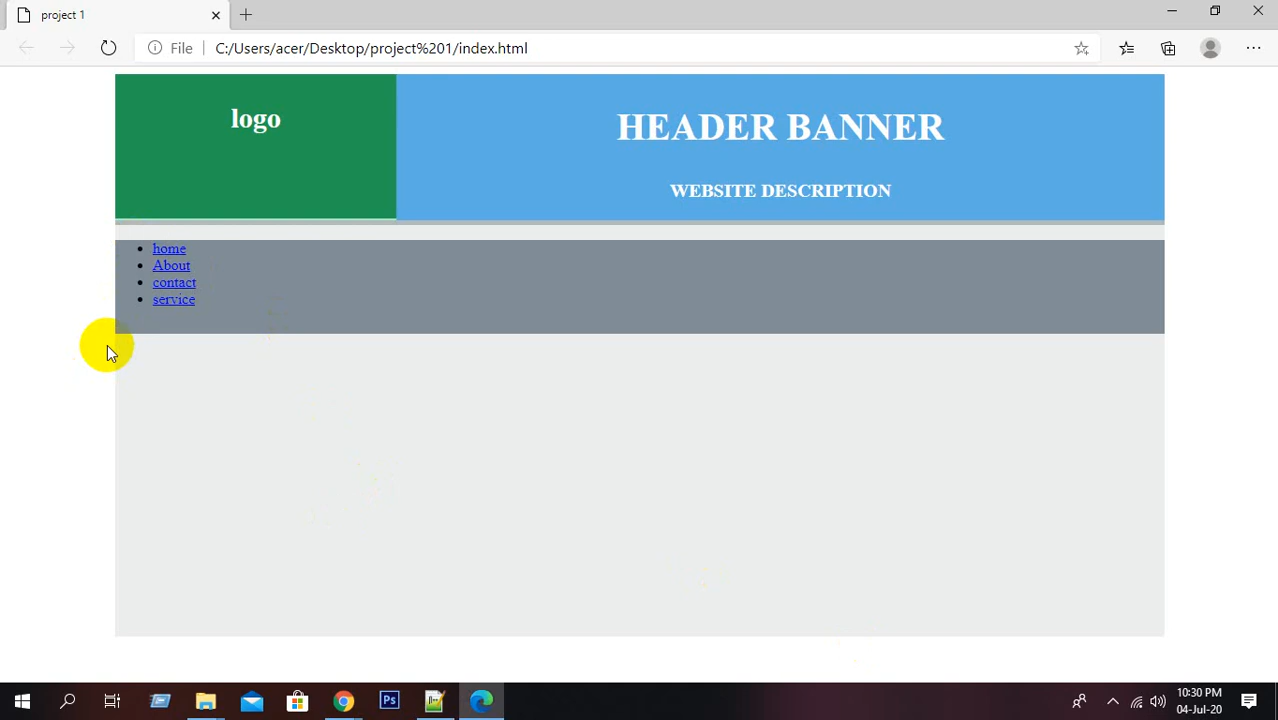 project 1
File C:/Users/acer/Desktop/project%201/index.html
logo
HEADER BANNER
WEBSITE DESCRIPTION
home
About
contact
service
Ps
10:30 PM
04-Jul-20